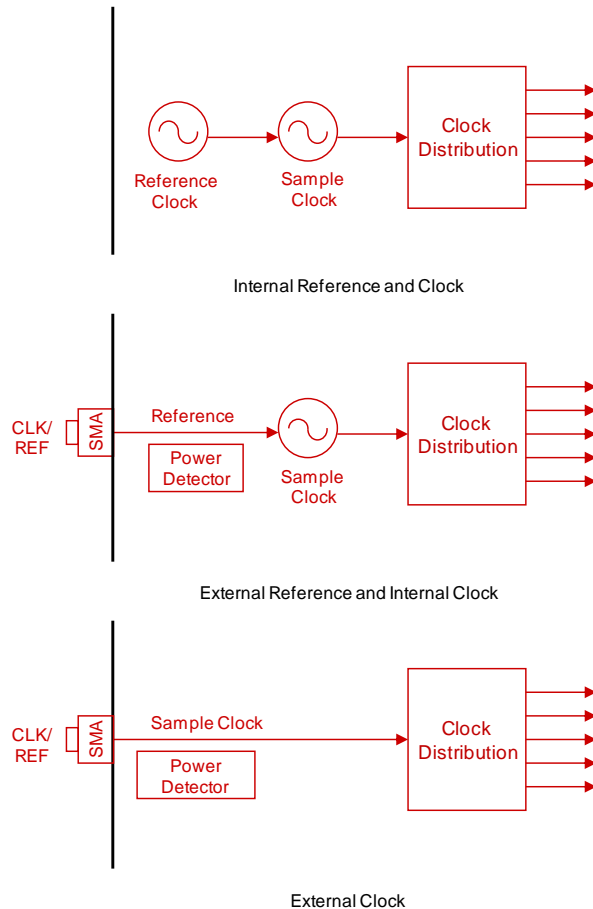 Clock
Distribution
Reference
Clock
Sample
Clock
Internal Reference and Clock
CLK/
REF
SMA
Reference
Power
Detector
Sample
Clock
Clock
Distribution
External Reference and Internal Clock
CLK/
REF
SMA
Sample Clock
Power
Detector
Clock
Distribution
External Clock